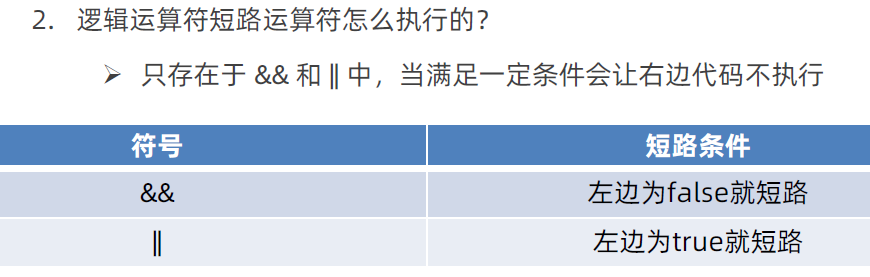 2. 逻辑运算符短路运算符怎么执行的？
➢ 只存在于 && 和 || 中，当满足一定条件会让右边代码不执行
符号 短路条件
&& 左边为false就短路
|| 左边为true就短路